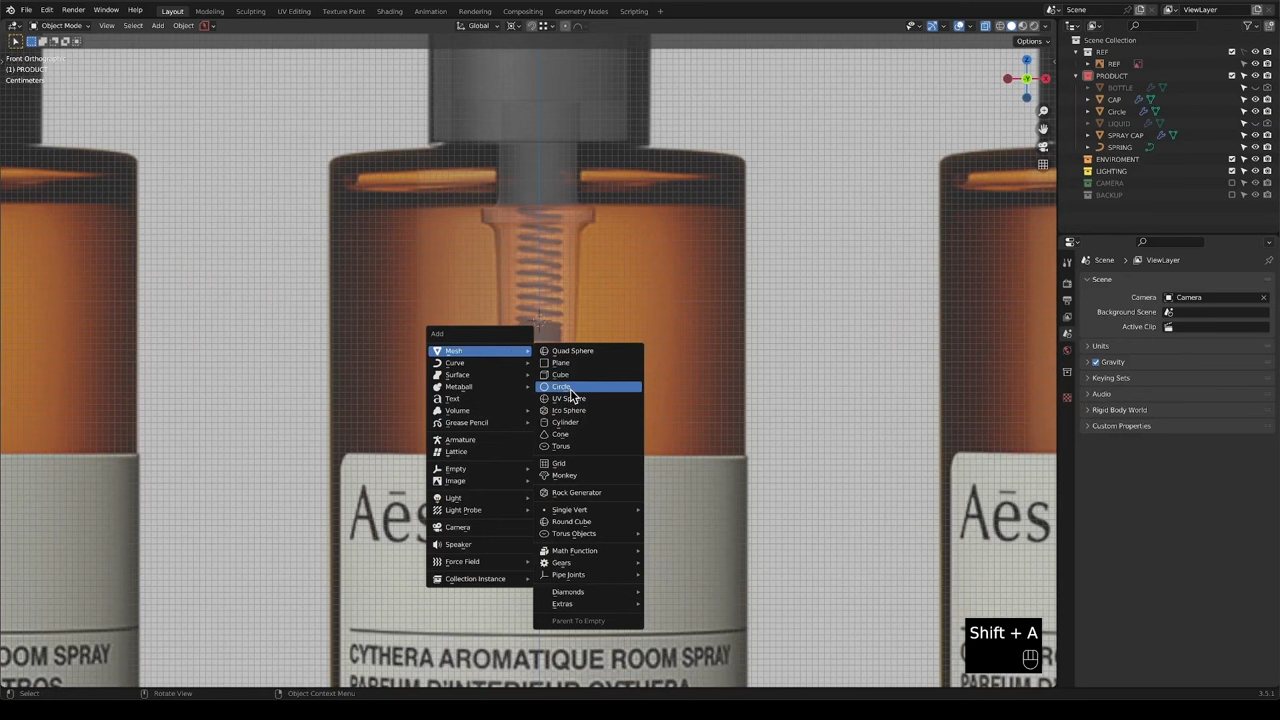 File Edit Render Window Help Layout Modeling Sculpting UV Editing Texture Paint Shading Animation Rendering Compositing Geometry Nodes Scripting Scene ViewLayer
Object Mode View Select Add Object Global
Options
Front Orthographic
(1) PRODUCT
Centimeters
Scene Collection
REF
REF
PRODUCT
BOTTLE
CAP
Circle
LIQUID
SPRAY CAP
SPRING
ENVIROMENT
LIGHTING
CAMERA
BACKUP
Scene ViewLayer
Scene
Camera Camera
Background Scene
Active Clip
Units
Gravity
Keying Sets
Audio
Rigid Body World
Custom Properties
Z
X
-Y
Add
Mesh
Curve
Surface
Metaball
Text
Volume
Grease Pencil
Armature
Lattice
Empty
Image
Light
Light Probe
Camera
Speaker
Force Field
Collection Instance
Quad Sphere
Plane
Cube
Circle
UV Sphere
Ico Sphere
Cylinder
Cone
Torus
Grid
Monkey
Rock Generator
Single Vert
Round Cube
Torus Objects
Math Function
Gears
Pipe Joints
Diamonds
Extras
Parent To Empty
Aēs
Aēs
OOM SPRAY
CYTHERA AROMATIQUE ROOM SPRAY
CYTHERA
Shift + A
Select Rotate View Object Context Menu 3.5.1